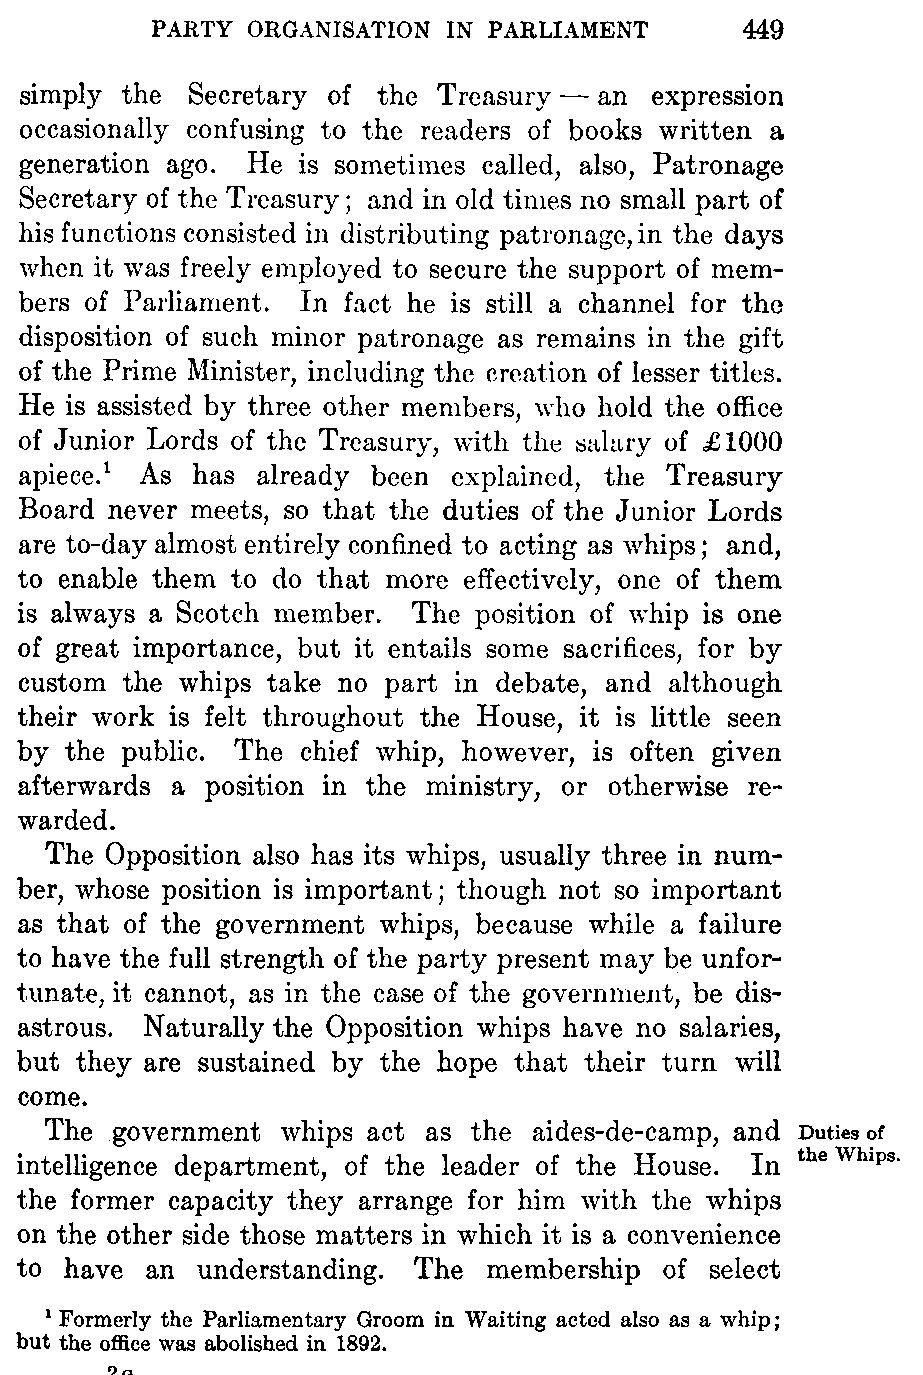 PARTY ORGANISATION IN PARLIAMENT 449
simply the Secretary of the Treasury — an expression
occasionally confusing to the readers of books written a
generation ago. He is sometimes called, also, Patronage
Secretary of the Treasury; and in old times no small part of
his functions consisted in distributing patronage, in the days
when it was freely employed to secure the support of mem-
bers of Parliament. In fact he is still a channel for the
disposition of such minor patronage as remains in the gift
of the Prime Minister, including the creation of lesser titles.
He is assisted by three other members, who hold the office
of Junior Lords of the Treasury, with the salary of £1000
apiece.¹ As has already been explained, the Treasury
Board never meets, so that the duties of the Junior Lords
are to-day almost entirely confined to acting as whips; and,
to enable them to do that more effectively, one of them
is always a Scotch member. The position of whip is one
of great importance, but it entails some sacrifices, for by
custom the whips take no part in debate, and although
their work is felt throughout the House, it is little seen
by the public. The chief whip, however, is often given
afterwards a position in the ministry, or otherwise re-
warded.
The Opposition also has its whips, usually three in num-
ber, whose position is important; though not so important
as that of the government whips, because while a failure
to have the full strength of the party present may be unfor-
tunate, it cannot, as in the case of the government, be dis-
astrous. Naturally the Opposition whips have no salaries,
but they are sustained by the hope that their turn will
come.
The government whips act as the aides-de-camp, and
intelligence department, of the leader of the House. In
the former capacity they arrange for him with the whips
on the other side those matters in which it is a convenience
to have an understanding. The membership of select
Duties of
the Whips.
¹ Formerly the Parliamentary Groom in Waiting acted also as a whip;
but the office was abolished in 1892.